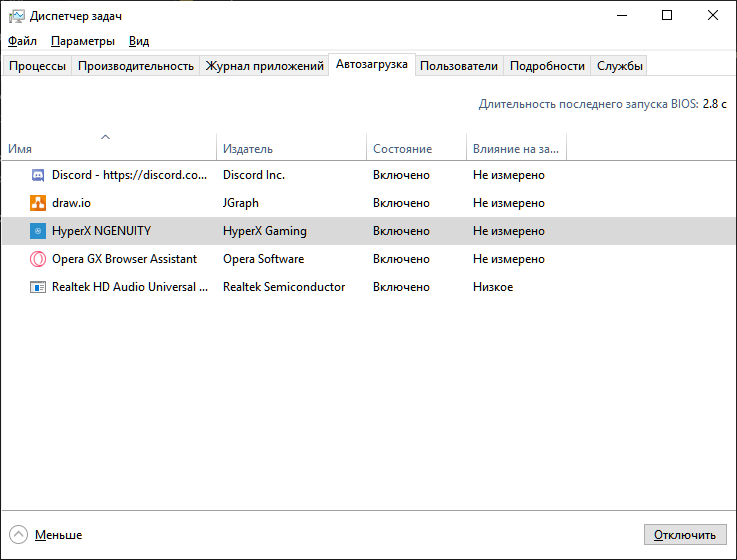 Диспетчер задач
Файл Параметры Вид
Процессы Производительность Журнал приложений Автозагрузка Пользователи Подробности Службы
Длительность последнего запуска BIOS: 2.8 с
Имя Издатель Состояние Влияние на за...
Discord - https://discord.co... Discord Inc. Включено Не измерено
draw.io JGraph Включено Не измерено
HyperX NGENUITY HyperX Gaming Включено Не измерено
Opera GX Browser Assistant Opera Software Включено Не измерено
Realtek HD Audio Universal ... Realtek Semiconductor Включено Низкое
Меньше Отключить